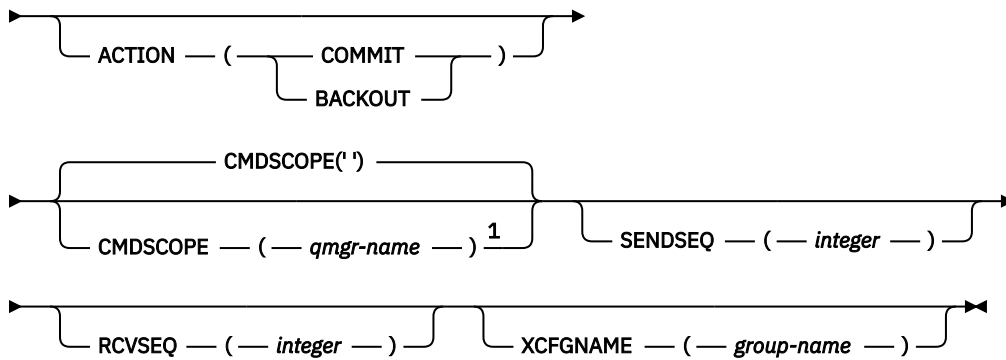 ACTION ( COMMIT )
BACKOUT
CMDSCOPE(' ')
CMDSCOPE ( qmgr-name ) 1 SENDSEQ ( integer )
RCVSEQ ( integer ) XCFGNAME ( group-name )